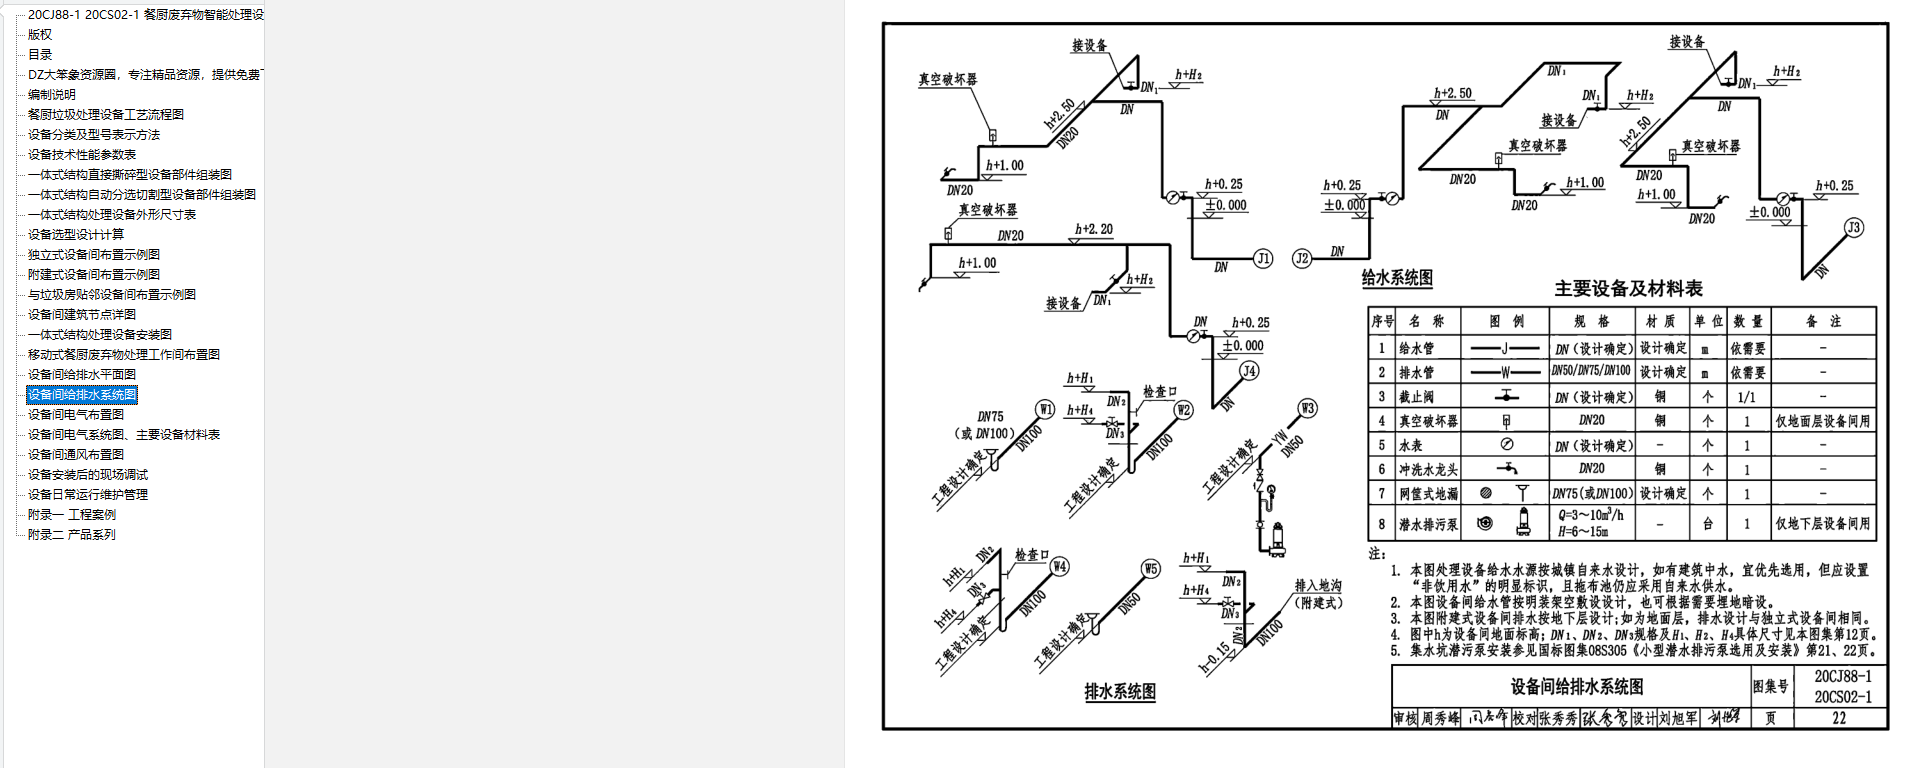 20CJ88-1 20CS02-1 餐厨废弃物智能处理设
版权
目录
DZ大笨象资源圈，专注精品资源，提供免费
编制说明
餐厨垃圾处理设备工艺流程图
设备分类及型号表示方法
设备技术性能参数表
一体式结构直接撕碎型设备部件组装图
一体式结构自动分选切割型设备部件组装图
一体式结构处理设备外形尺寸表
设备选型设计计算
独立式设备间布置示例图
附建式设备间布置示例图
与垃圾房贴邻设备间布置示例图
设备间建筑节点详图
一体式结构处理设备安装图
移动式餐厨废弃物处理工作间布置图
设备间给排水平面图
设备间给排水系统图
设备间电气布置图
设备间电气系统图、主要设备材料表
设备间通风布置图
设备安装后的现场调试
设备日常运行维护管理
附录一 工程案例
附录二 产品系列
接设备
真空破坏器
DN₁
h+H₂
h+2.50
DN20
DN
h+1.00
DN20
h+0.25
±0.000
DN
J1
真空破坏器
DN20
h+2.20
h+1.00
接设备
DN₁
h+H₂
DN
h+0.25
±0.000
J4
DN
DN₁
h+2.50
DN
DN₁
h+H₂
接设备
真空破坏器
DN20
h+1.00
DN20
h+0.25
±0.000
J2
DN
接设备
DN₁
h+H₂
DN
h+2.50
真空破坏器
DN20
h+1.00
DN20
h+0.25
±0.000
J3
DN
给水系统图
DN75
(或DN100)
W1
DN100
工程设计确定
h+H₁
DN₂
检查口
h+H₄
DN₃
W2
DN100
工程设计确定
W3
YW
DN50
工程设计确定
DN₂
检查口
h+H₁
DN₃
h+H₄
W4
DN100
工程设计确定
W5
DN50
工程设计确定
h+H₁
DN₂
h+H₄
DN₃
排入地沟
(附建式)
DN₂
DN100
h-0.15
排水系统图
主要设备及材料表
序号 名 称 图 例 规 格 材 质 单 位 数 量 备 注
1 给水管 J DN(设计确定) 设计确定 m 依需要 –
2 排水管 W DN50/DN75/DN100 设计确定 m 依需要 –
3 截止阀 DN(设计确定) 铜 个 1/1 –
4 真空破坏器 DN20 铜 个 1 仅地面层设备间用
5 水表 DN(设计确定) – 个 1 –
6 冲洗水龙头 DN20 铜 个 1 –
7 网筐式地漏 DN75(或DN100) 设计确定 个 1 –
8 潜水排污泵 Q=3～10m³/h H=6～15m – 台 1 仅地下层设备间用
注：
1. 本图处理设备给水水源按城镇自来水设计，如有建筑中水，宜优先选用，但应设置
“非饮用水”的明显标识，且拖布池仍应采用自来水供水。
2. 本图设备间给水管按明装架空敷设设计，也可根据需要埋地暗设。
3. 本图附建式设备间排水按地下层设计；如为地面层，排水设计与独立式设备间相同。
4. 图中h为设备间地面标高；DN₁、DN₂、DN₃规格及H₁、H₂、H₄具体尺寸见本图集第12页。
5. 集水坑潜污泵安装参见国标图集08S305《小型潜水排污泵选用及安装》第21、22页。
设备间给排水系统图
图集号
20CJ88-1
20CS02-1
审核 周秀峰 校对 张秀秀 设计 刘旭军 页 22